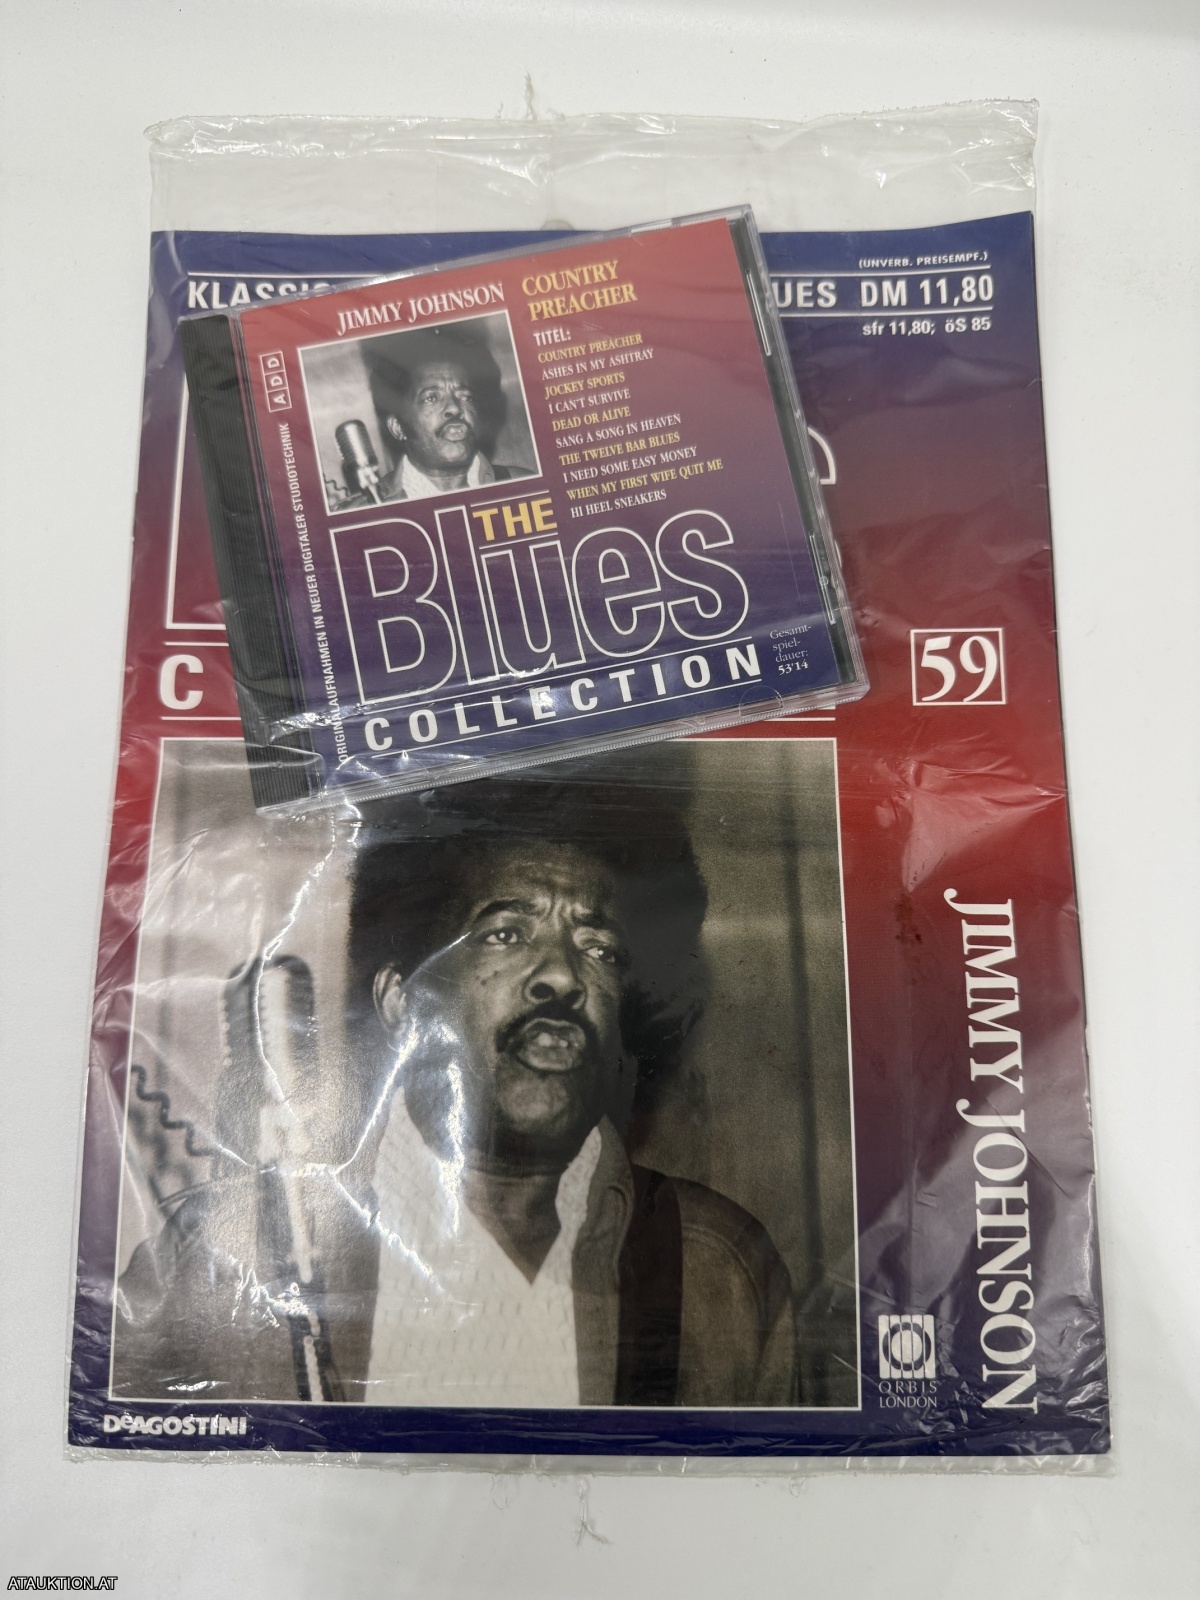 (UNVERB. PREISEMPF.)
KLASSI
UES DM 11,80
sfr 11,80; öS 85
JIMMY JOHNSON
COUNTRY
PREACHER
TITEL:
COUNTRY PREACHER
ASHES IN MY ASHTRAY
JOCKEY SPORTS
I CAN'T SURVIVE
DEAD OR ALIVE
SANG A SONG IN HEAVEN
THE TWELVE BAR BLUES
I NEED SOME EASY MONEY
WHEN MY FIRST WIFE QUIT ME
HI HEEL SNEAKERS
ADD
ORIGINALAUFNAHMEN IN NEUER DIGITALER STUDIOTECHNIK
THE
Blues
COLLECTION
Gesamt-
spiel-
dauer:
53'14
C
59
JIMMY JOHNSON
ORBIS
LONDON
DeAGOSTINI
ATAUKTION.AT